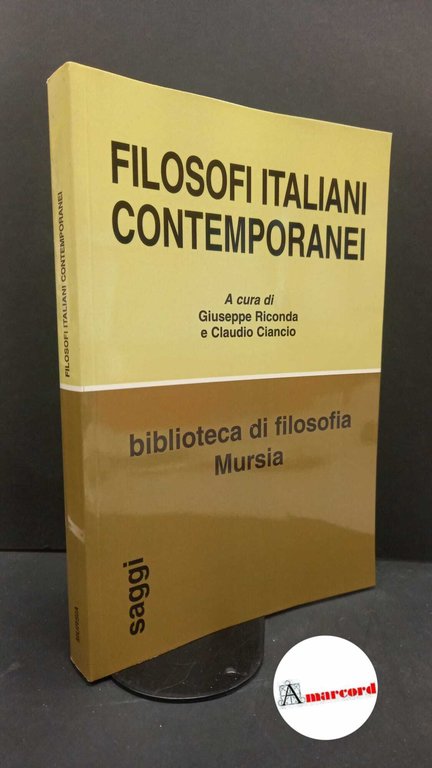 FILOSOFI ITALIANI
CONTEMPORANEI
A cura di
Giuseppe Riconda
e Claudio Ciancio
biblioteca di filosofia
Mursia
saggi
FILOSOFI ITALIANI CONTEMPORANEI
MURSIA
Amarcord